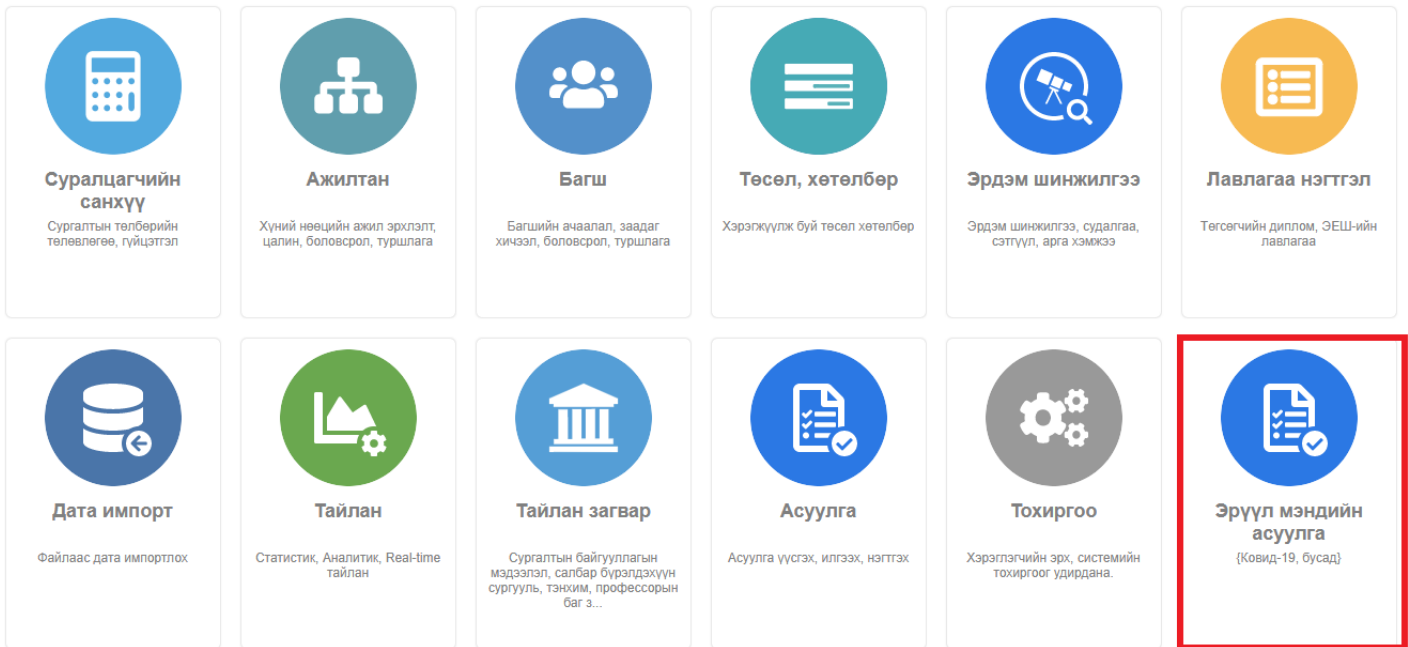 Суралцагчийн
санхүү
Сургалтын төлбөрийн
төлөвлөгөө, гүйцэтгэл
Ажилтан
Хүний нөөцийн ажил эрхлэлт,
цалин, боловсрол, туршлага
Багш
Багшийн ачаалал, заадаг
хичээл, боловсрол, туршлага
Төсөл, хөтөлбөр
Хэрэгжүүлж буй төсөл хөтөлбөр
Эрдэм шинжилгээ
Эрдэм шинжилгээ, судалгаа,
сэтгүүл, арга хэмжээ
Лавлагаа нэгтгэл
Төгсөгчийн диплом, ЭЕШ-ийн
лавлагаа
Дата импорт
Файлаас дата импортлох
Тайлан
Статистик, Аналитик, Real-time
тайлан
Тайлан загвар
Сургалтын байгууллагын
мэдээлэл, салбар бүрэлдэхүүн
сургууль, тэнхим, профессорын
баг з...
Асуулга
Асуулга үүсгэх, илгээх, нэгтгэх
Тохиргоо
Хэрэглэгчийн эрх, системийн
тохиргоог удирдана.
Эрүүл мэндийн
асуулга
{Ковид-19, бусад}